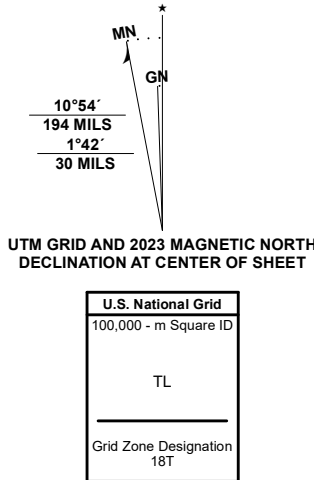 ★
MN
GN
10°54´
194 MILS
1°42´
30 MILS
UTM GRID AND 2023 MAGNETIC NORTH
DECLINATION AT CENTER OF SHEET
U.S. National Grid
100,000 - m Square ID
TL
Grid Zone Designation
18T